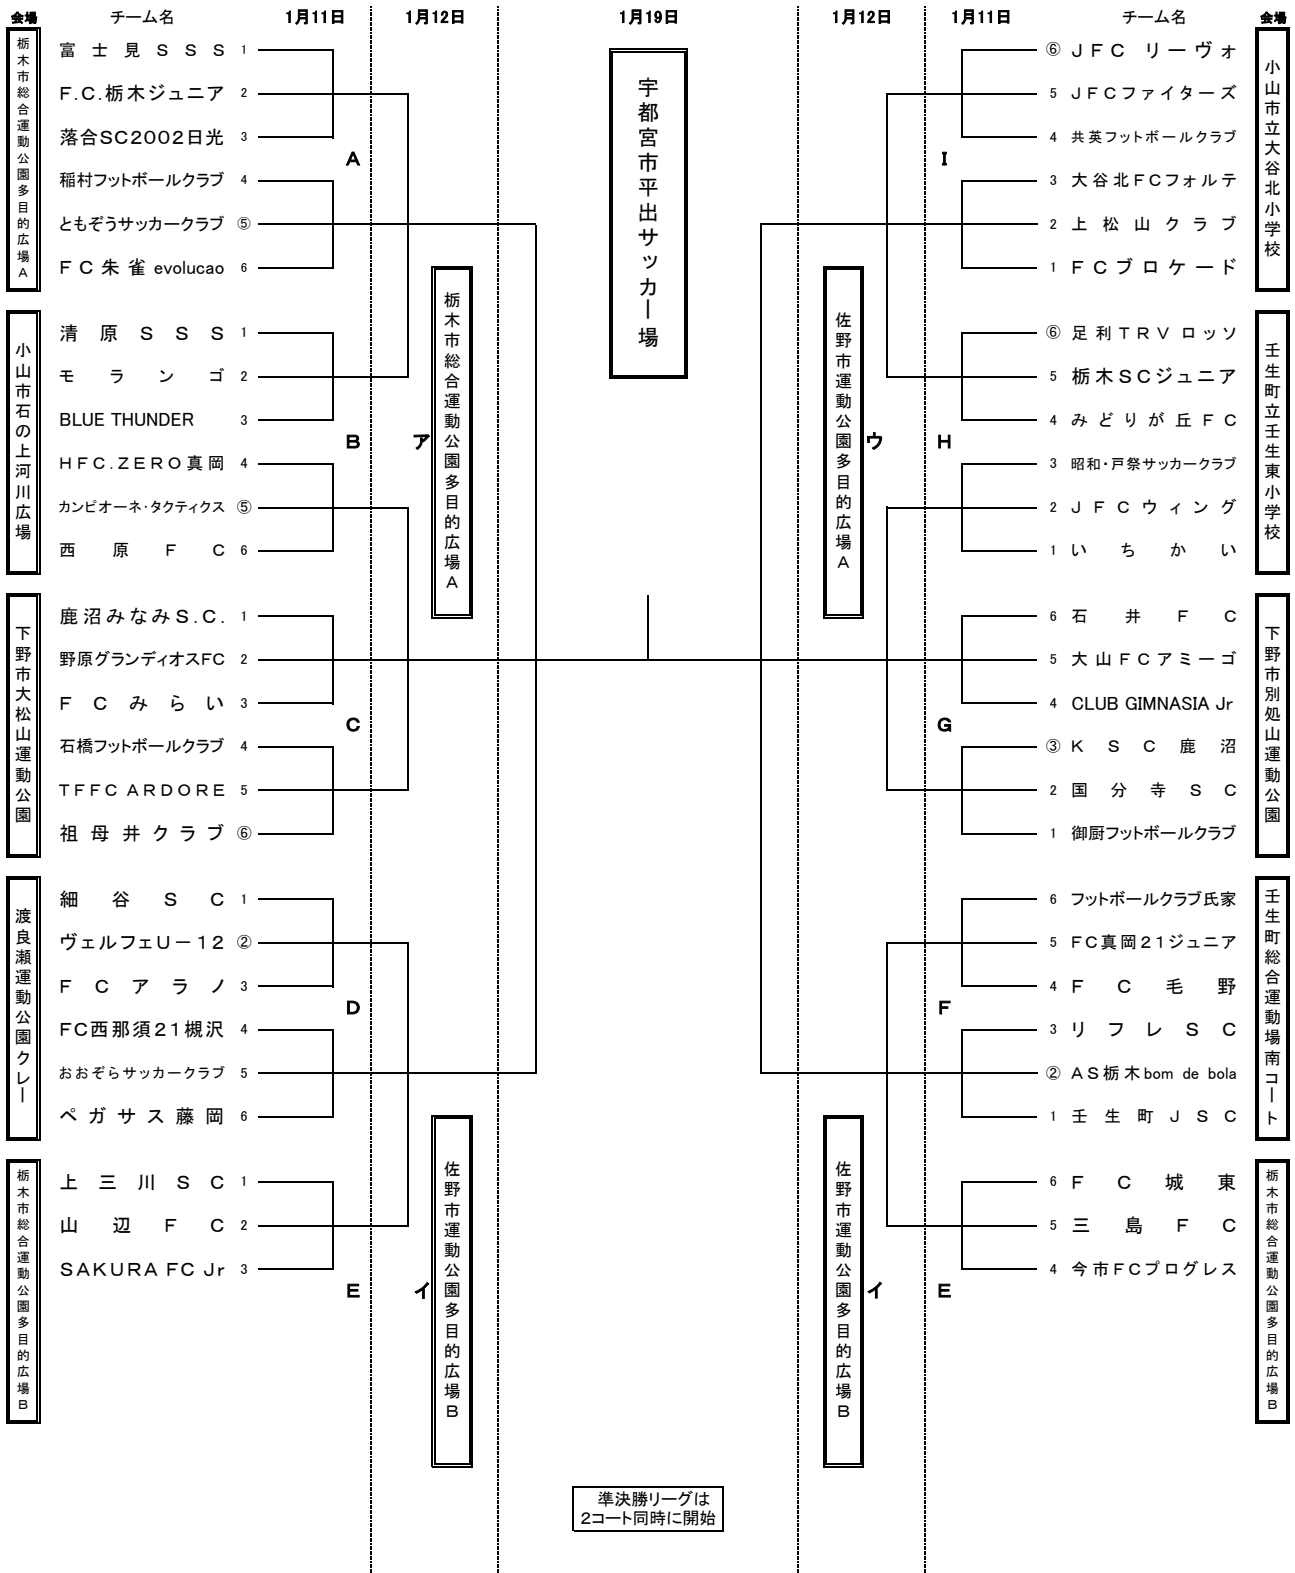 会場 チーム名 1月11日 1月12日 1月19日 1月12日 1月11日 チーム名 会場
栃木市総合運動公園多目的広場A
富士見SSS 1
F.C.栃木ジュニア 2
落合SC2002日光 3
A
稲村フットボールクラブ 4
ともぞうサッカークラブ ⑤
FC朱雀evolucao 6
小山市石の上河川広場
清原SSS 1
モランゴ 2
BLUE THUNDER 3
B
HFC.ZERO真岡 4
カンピオーネ・タクティクス ⑤
西原FC 6
下野市大松山運動公園
鹿沼みなみS.C. 1
野原グランディオスFC 2
FCみらい 3
C
石橋フットボールクラブ 4
TFFC ARDORE 5
祖母井クラブ ⑥
渡良瀬運動公園クレー
細谷SC 1
ヴェルフェU-12 ②
FCアラノ 3
D
FC西那須21槻沢 4
おおぞらサッカークラブ 5
ペガサス藤岡 6
栃木市総合運動公園多目的広場B
上三川SC 1
山辺FC 2
SAKURA FC Jr 3
E
ア
栃木市総合運動公園多目的広場A
イ
佐野市運動公園多目的広場B
宇都宮市平出サッカー場
準決勝リーグは
2コート同時に開始
佐野市運動公園多目的広場A
ウ
佐野市運動公園多目的広場B
イ
⑥ JFC リーヴォ
5 JFCファイターズ
4 共英フットボールクラブ
I
3 大谷北FCフォルテ
2 上松山クラブ
1 FCブロケード
小山市立大谷北小学校
⑥ 足利TRVロッソ
5 栃木SCジュニア
4 みどりが丘FC
H
3 昭和・戸祭サッカークラブ
2 JFCウィング
1 いちかい
壬生町立壬生東小学校
6 石井FC
5 大山FCアミーゴ
4 CLUB GIMNASIA Jr
G
③ KSC鹿沼
2 国分寺SC
1 御厨フットボールクラブ
下野市別処山運動公園
6 フットボールクラブ氏家
5 FC真岡21ジュニア
4 FC毛野
F
3 リフレSC
② AS栃木bom de bola
1 壬生町JSC
壬生町総合運動場南コート
6 FC城東
5 三島FC
4 今市FCプログレス
E
栃木市総合運動公園多目的広場B